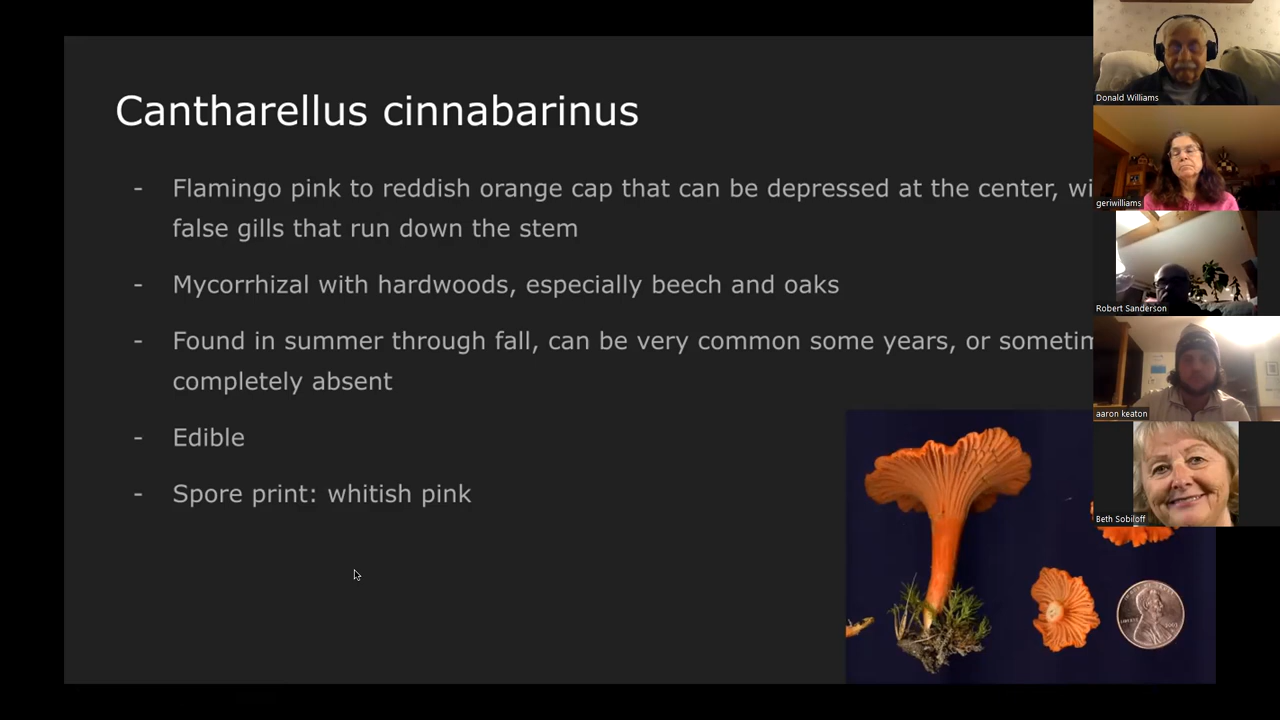 Cantharellus cinnabarinus
- Flamingo pink to reddish orange cap that can be depressed at the center, wi
false gills that run down the stem
- Mycorrhizal with hardwoods, especially beech and oaks
- Found in summer through fall, can be very common some years, or sometim
completely absent
- Edible
- Spore print: whitish pink
Donald Williams
geriwilliams
Robert Sanderson
aaron keaton
Beth Sobiloff